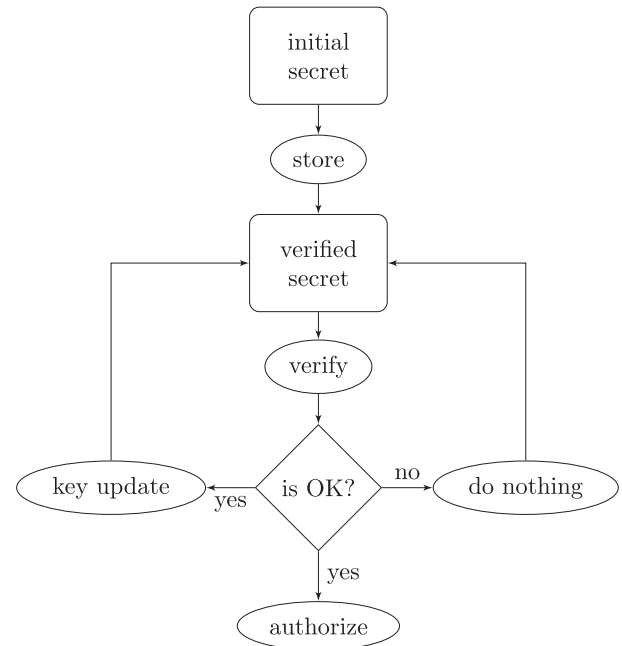 initial
secret
store
verified
secret
verify
no
key update
is OK?
do nothing
yes
yes
authorize